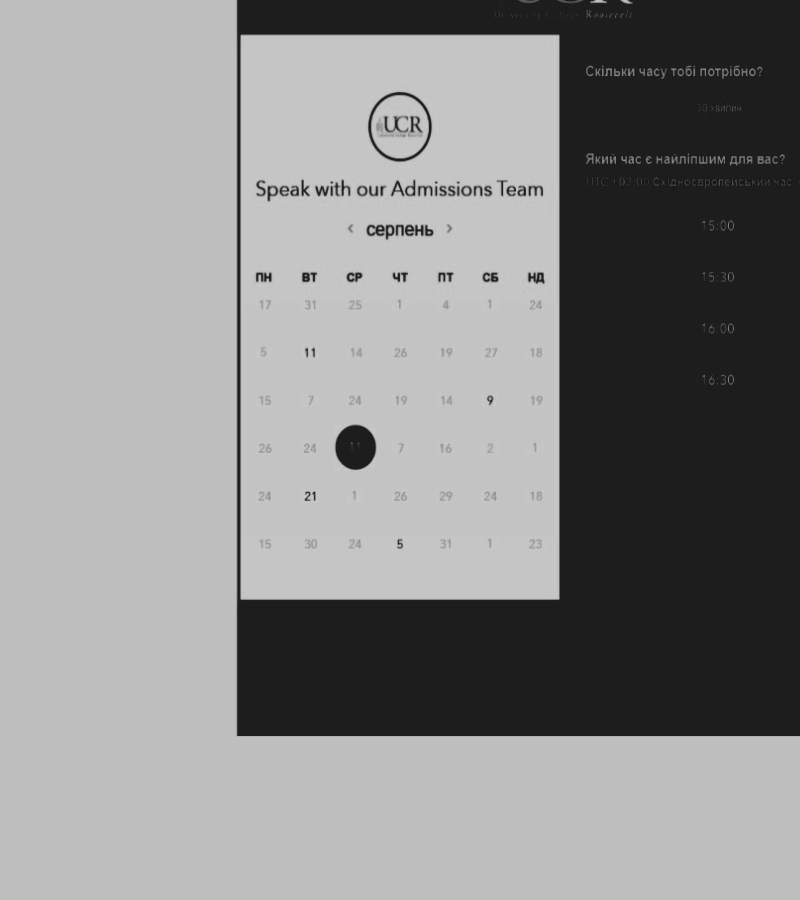 UCR
University College Roosevelt
UCR
Speak with our Admissions Team
‹ серпень ›
ПН ВТ СР ЧТ ПТ СБ НД
17 31 25 1 4 1 24
5 11 14 26 19 27 18
15 7 24 19 14 9 19
26 24 11 7 16 2 1
24 21 1 26 29 24 18
15 30 24 5 31 1 23
Скільки часу тобі потрібно?
30 хвилин
Який час є найліпшим для вас?
UTC +02:00 Східноєвропейський час
15:00
15:30
16:00
16:30